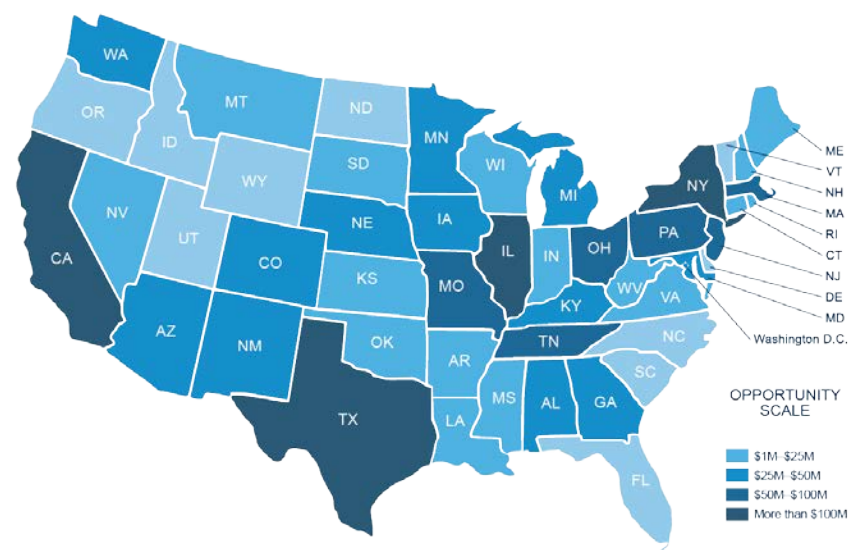 WA
MT
ND
OR
ID
MN
ME
VT
SD
WI
WY
NY
NH
MI
NV
NE
IA
MA
RI
PA
UT
CA
IL
OH
CT
IN
CO
NJ
KS
MO
WV
VA
DE
KY
MD
AZ
NM
TN
NC
Washington D.C.
OK
AR
SC
OPPORTUNITY
SCALE
MS
AL
GA
TX
LA
$1M–$25M
$25M–$50M
FL
$50M–$100M
More than $100M